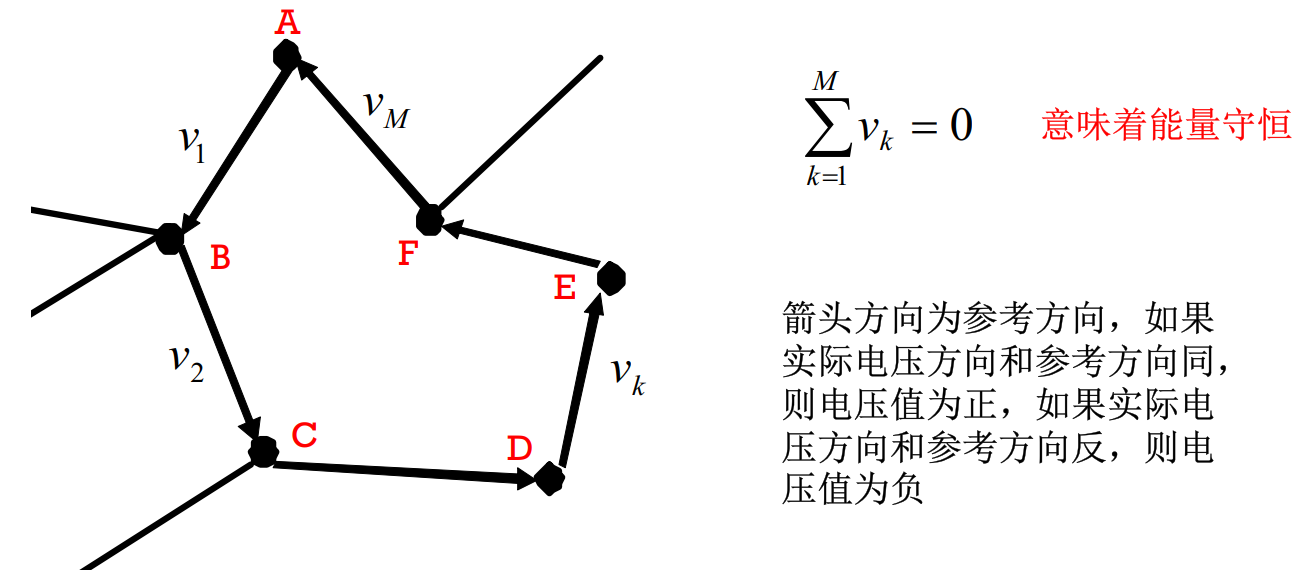 A
v_M
v_1
B
F
E
v_2
v_k
C
D
\sum_{k=1}^{M} v_k = 0
意味着能量守恒
箭头方向为参考方向，如果
实际电压方向和参考方向同，
则电压值为正，如果实际电
压方向和参考方向反，则电
压值为负